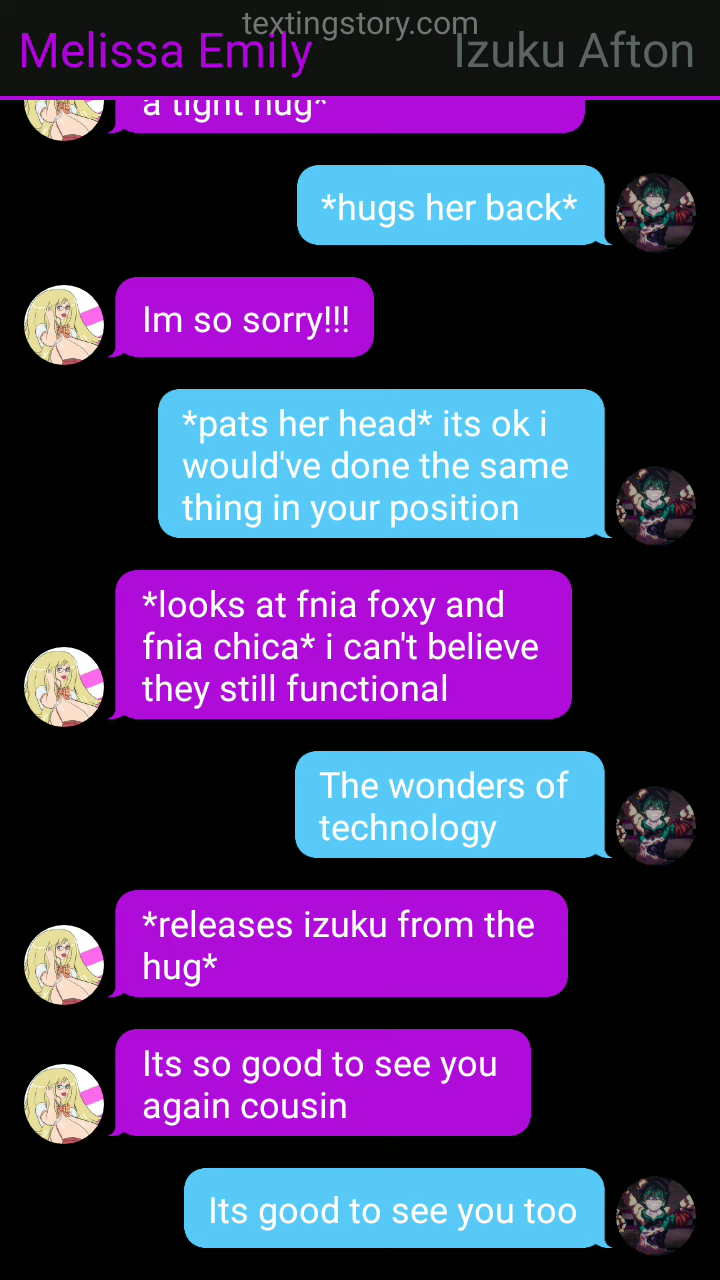 textingstory.com
Melissa Emily
Izuku Afton
a tight hug*
*hugs her back*
Im so sorry!!!
*pats her head* its ok i
would've done the same
thing in your position
*looks at fnia foxy and
fnia chica* i can't believe
they still functional
The wonders of
technology
*releases izuku from the
hug*
Its so good to see you
again cousin
Its good to see you too